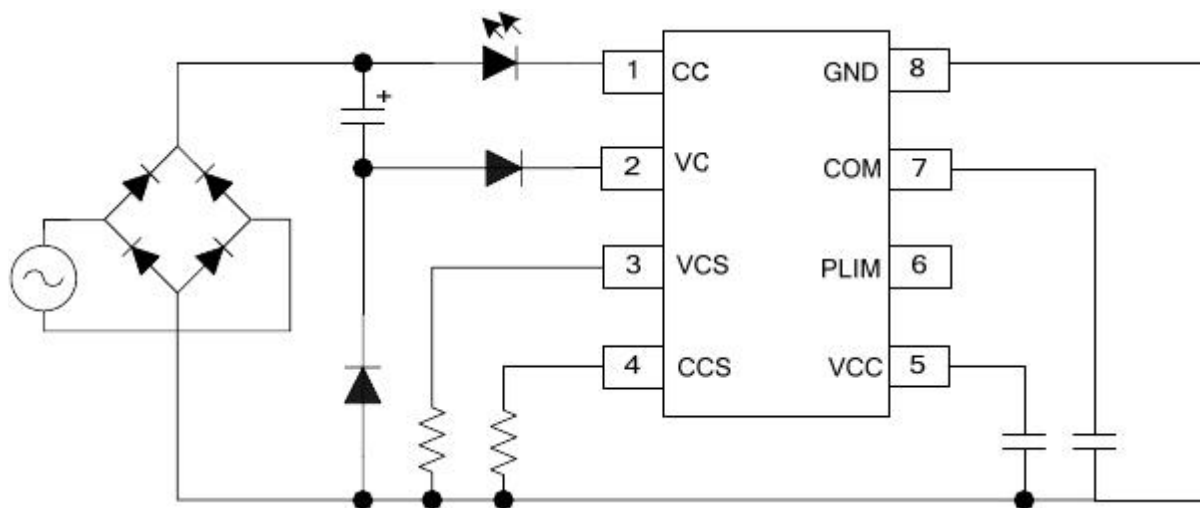 +
1 CC GND 8
2 VC COM 7
3 VCS PLIM 6
4 CCS VCC 5